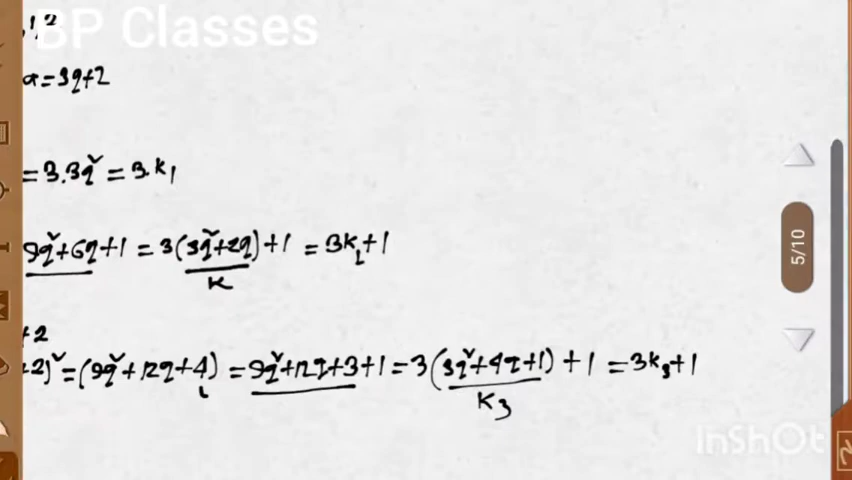 ,1,2
BP Classes
a=3q+2
= 3.3q² = 3.k₁
9q²+6q+1 = 3(3q²+2q)+1 = 3k₂+1
k
+2
+2)² = (9q²+12q+4) = 9q²+12q+3+1 = 3(3q²+4q+1)+1 = 3k₃+1
k₃
5/10
InShOt